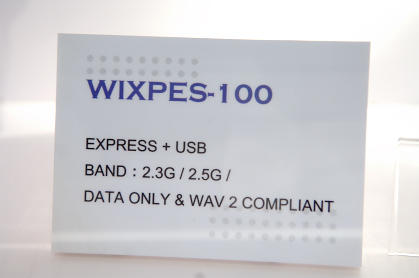 WIXPES-100
EXPRESS + USB
BAND : 2.3G / 2.5G /
DATA ONLY & WAV 2 COMPLIANT